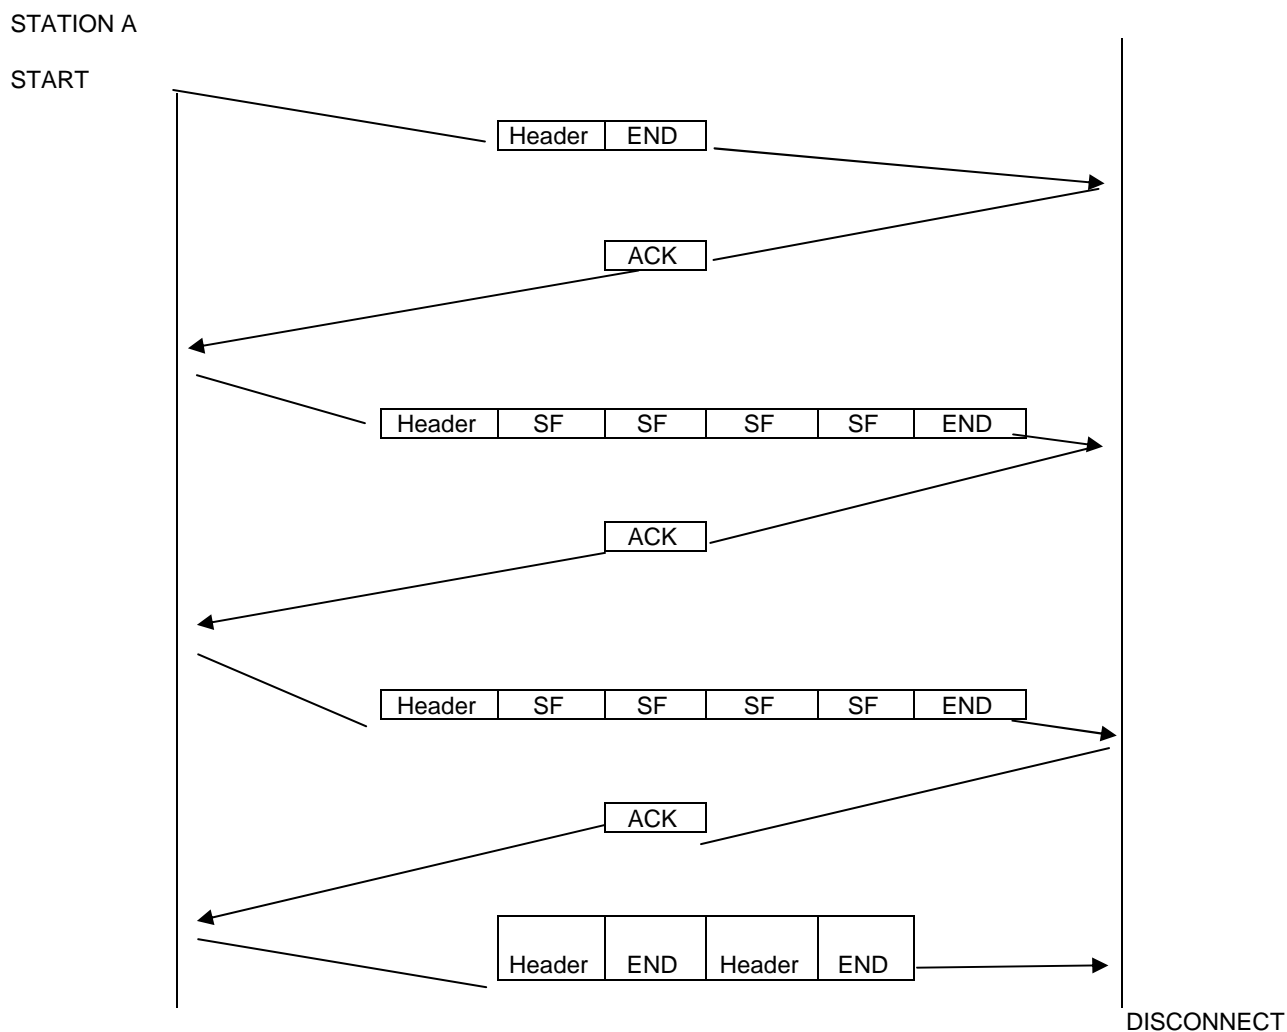 STATION A
START
Header END
ACK
Header SF SF SF SF END
ACK
Header SF SF SF SF END
ACK
Header END Header END
DISCONNECT